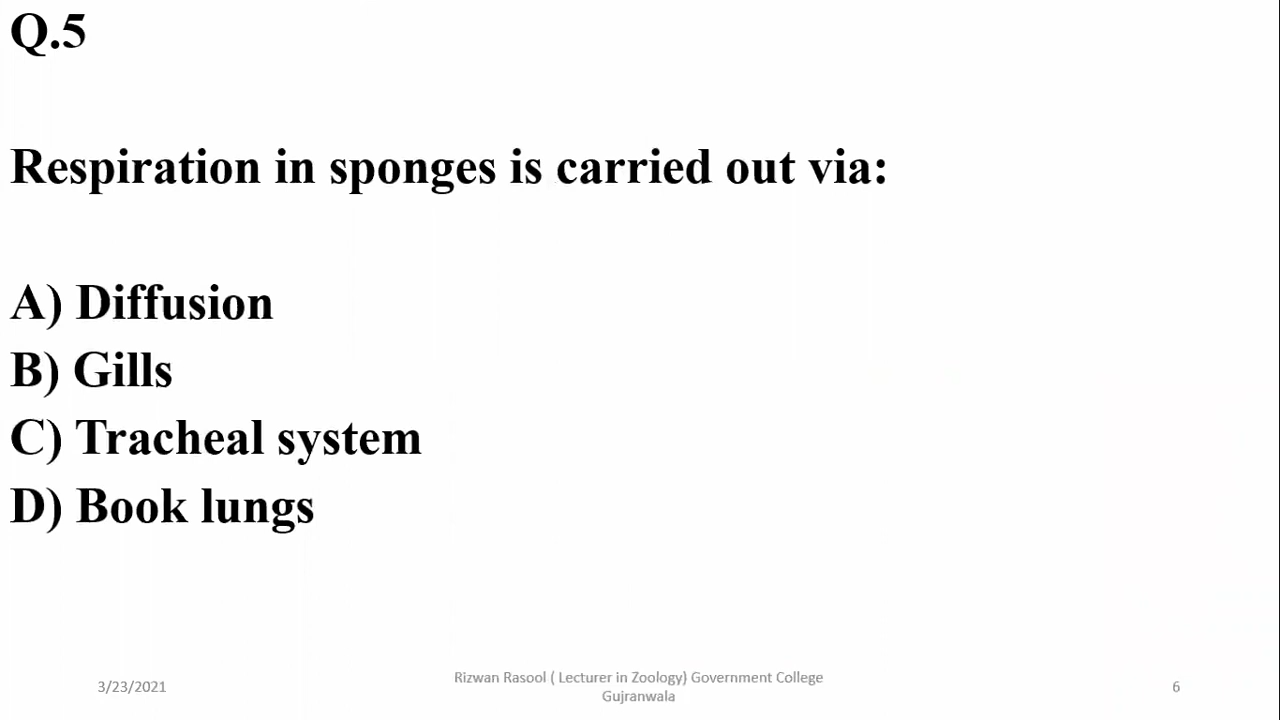 Q.5
Respiration in sponges is carried out via:
A) Diffusion
B) Gills
C) Tracheal system
D) Book lungs
3/23/2021
Rizwan Rasool ( Lecturer in Zoology} Government College
Gujranwala
6